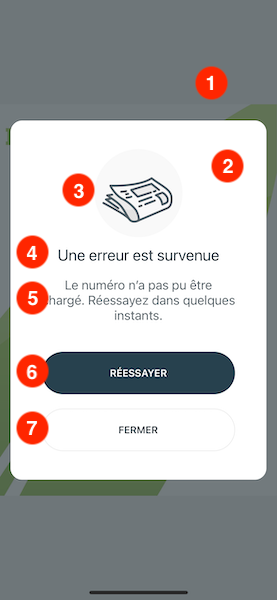 1
2
3
4 Une erreur est survenue
Le numéro n'a pas pu être
5 hargé. Réessayez dans quelques
instants.
6 RÉESSAYER
7 FERMER